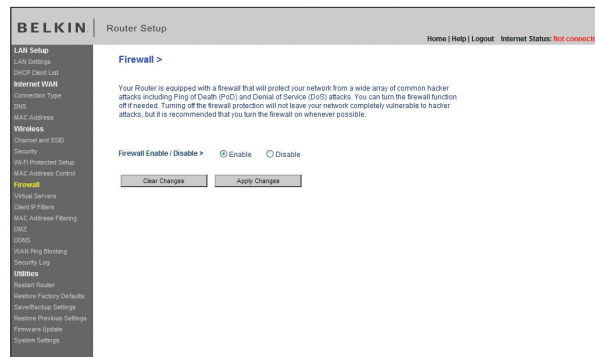 BELKIN.
Router Setup
Home | Help | Logout Internet Status: Not connecte
LAN Setup
LAN Settings
DHCP Client List
Internet WAN
Connection Type
DNS
MAC Address
Wireless
Channel and SSID
Security
Wi-Fi Protected Setup
MAC Address Control
Firewall
Virtual Servers
Client IP Filters
MAC Address Filtering
DMZ
DDNS
WAN Ping Blocking
Security Log
Utilities
Restart Router
Restore Factory Defaults
Save/Backup Settings
Restore Previous Settings
Firmware Update
System Settings
Firewall >
Your Router is equipped with a firewall that will protect your network from a wide array of common hacker
attacks including Ping of Death (PoD) and Denial of Service (DoS) attacks. You can turn the firewall function
off if needed. Turning off the firewall protection will not leave your network completely vulnerable to hacker
attacks, but it is recommended that you turn the firewall on whenever possible.
Firewall Enable / Disable > Enable Disable
Clear Changes Apply Changes